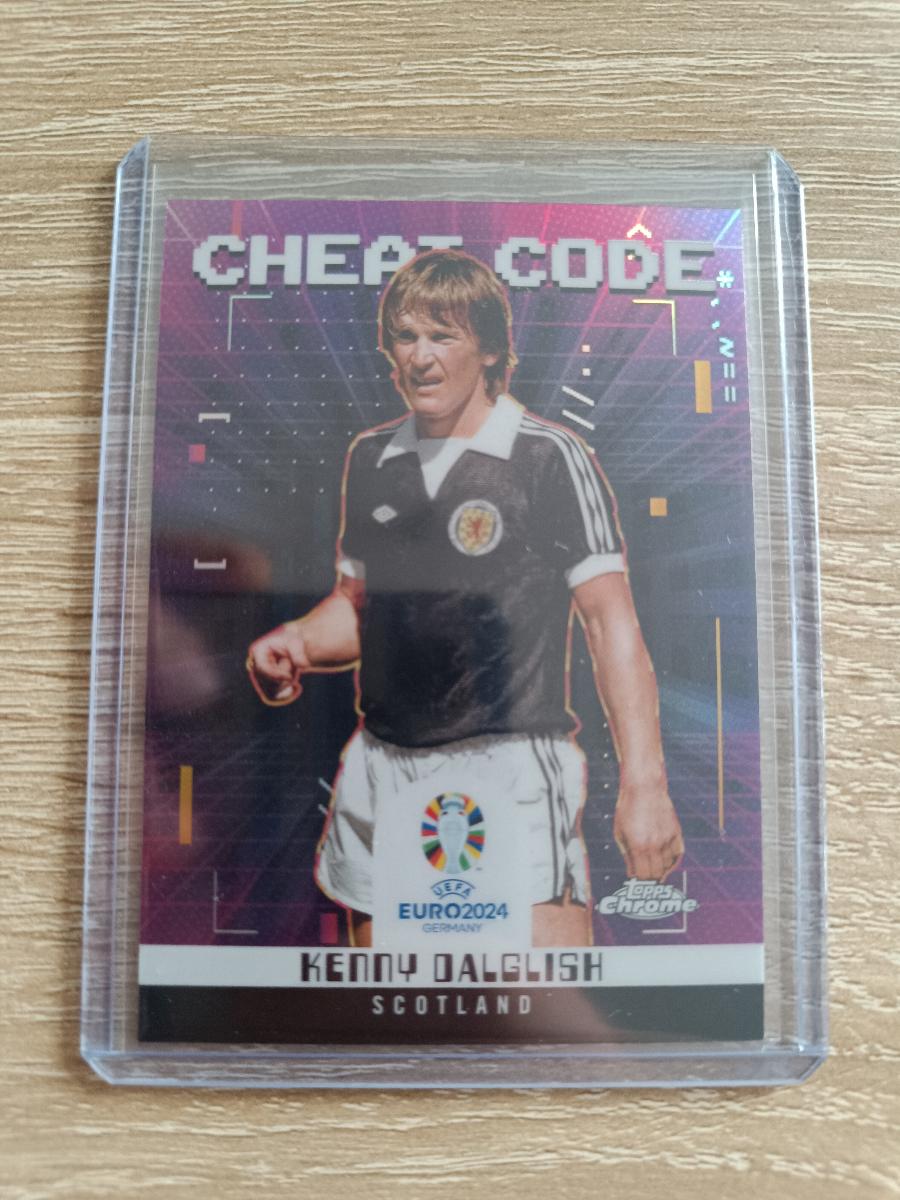 CHEAT CODE
UEFA
EURO2024
GERMANY
Topps
Chrome
KENNY DALGLISH
SCOTLAND